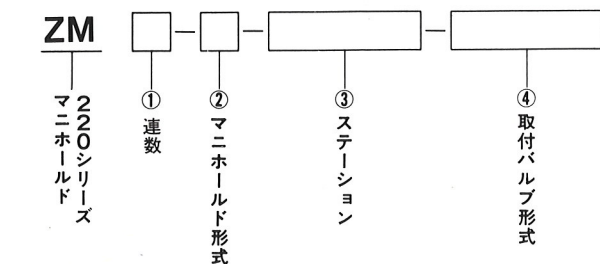 ZM
220シリーズ
マニホールド
①連数
②マニホールド形式
③ステーション
④取付バルブ形式